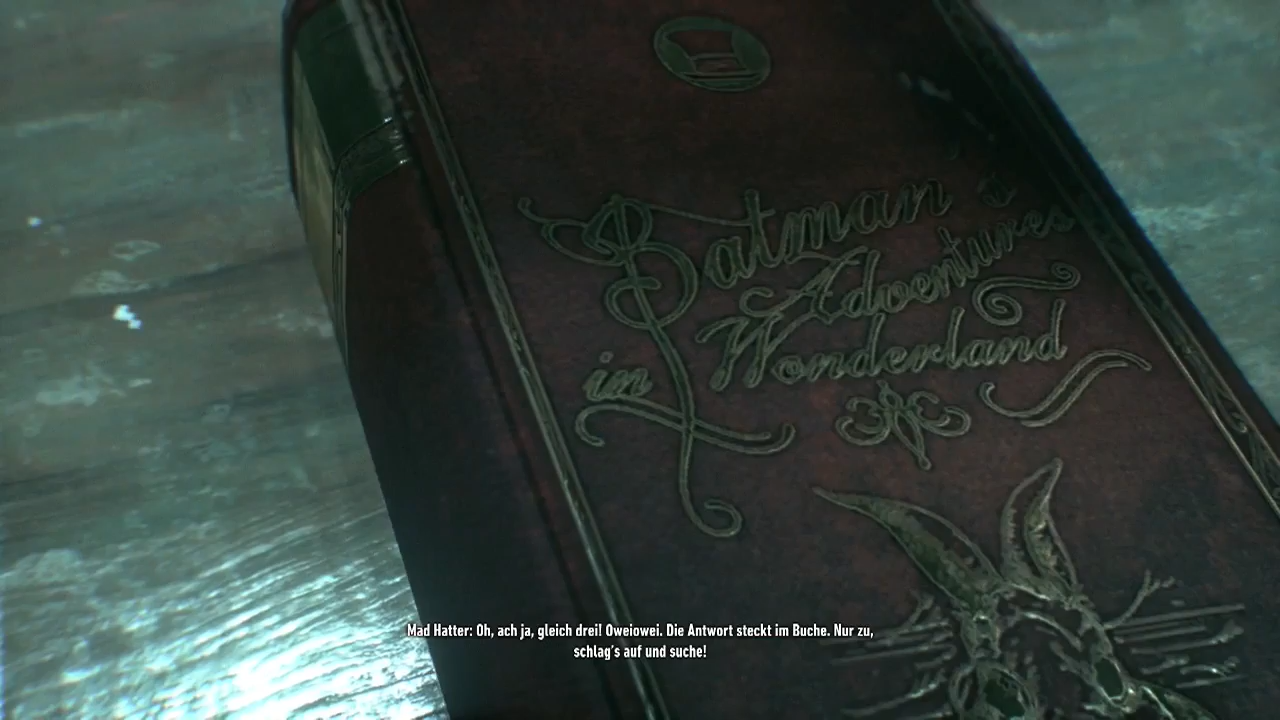 Batman's
Adventures
in Wonderland
Mad Hatter: Oh, ach ja, gleich drei! Oweiowei. Die Antwort steckt im Buche. Nur zu,
schlag's auf und suche!